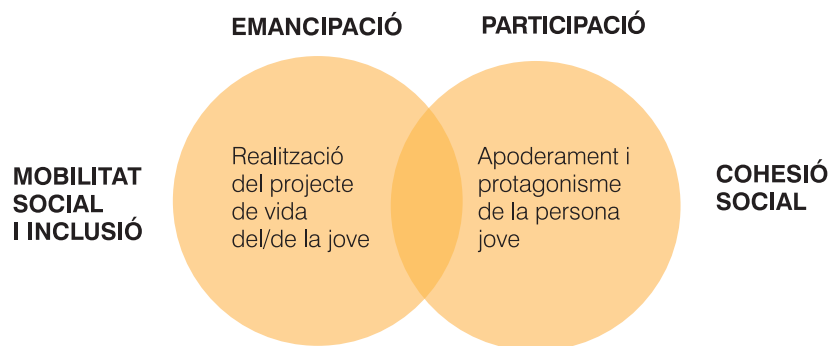 EMANCIPACIÓ
PARTICIPACIÓ
MOBILITAT
SOCIAL
I INCLUSIÓ
Realització
del projecte
de vida
del/de la jove
Apoderament i
protagonisme
de la persona
jove
COHESIÓ
SOCIAL